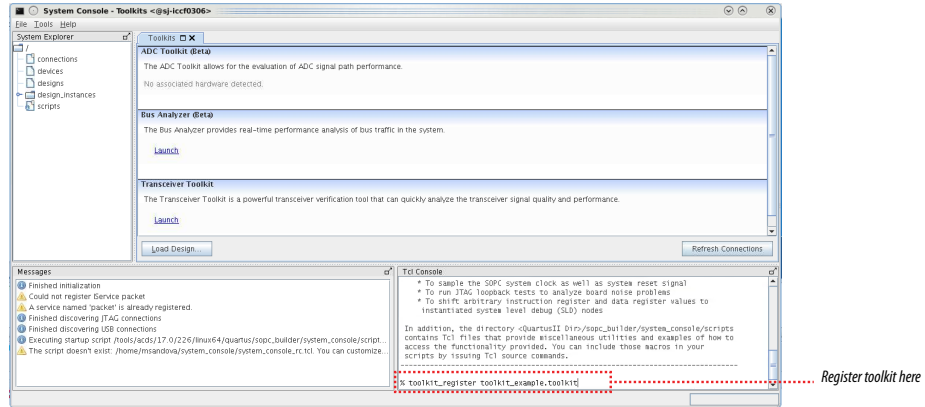 System Console - Toolkits <@sj-iccf0306>
File Tools Help
System Explorer
/
connections
devices
designs
design_instances
scripts
Toolkits
ADC Toolkit (Beta)
The ADC Toolkit allows for the evaluation of ADC signal path performance.
No associated hardware detected.
Bus Analyzer (Beta)
The Bus Analyzer provides real-time performance analysis of bus traffic in the system.
Launch
Transceiver Toolkit
The Transceiver Toolkit is a powerful transceiver verification tool that can quickly analyze the transceiver signal quality and performance.
Launch
Load Design...
Refresh Connections
Messages
Finished initialization
Could not register IService packet
A service named 'packet' is already registered.
Finished discovering JTAG connections
Finished discovering USB connections
Executing startup script /tools/acds/17.0/226/linux64/quartus/sopc_builder/system_console/script...
The script doesn't exist: /home/msandova/system_console/system_console_rc.tcl. You can customize...
Tcl Console
* To sample the SOPC system clock as well as system reset signal
* To run JTAG loopback tests to analyze board noise problems
* To shift arbitrary instruction register and data register values to
instantiated system level debug (SLD) nodes
In addition, the directory <QuartusII Dir>/sopc_builder/system_console/scripts
contains Tcl files that provide miscellaneous utilities and examples of how to
access the functionality provided. You can include those macros in your
scripts by issuing Tcl source commands.
% toolkit_register toolkit_example.toolkit
Register toolkit here